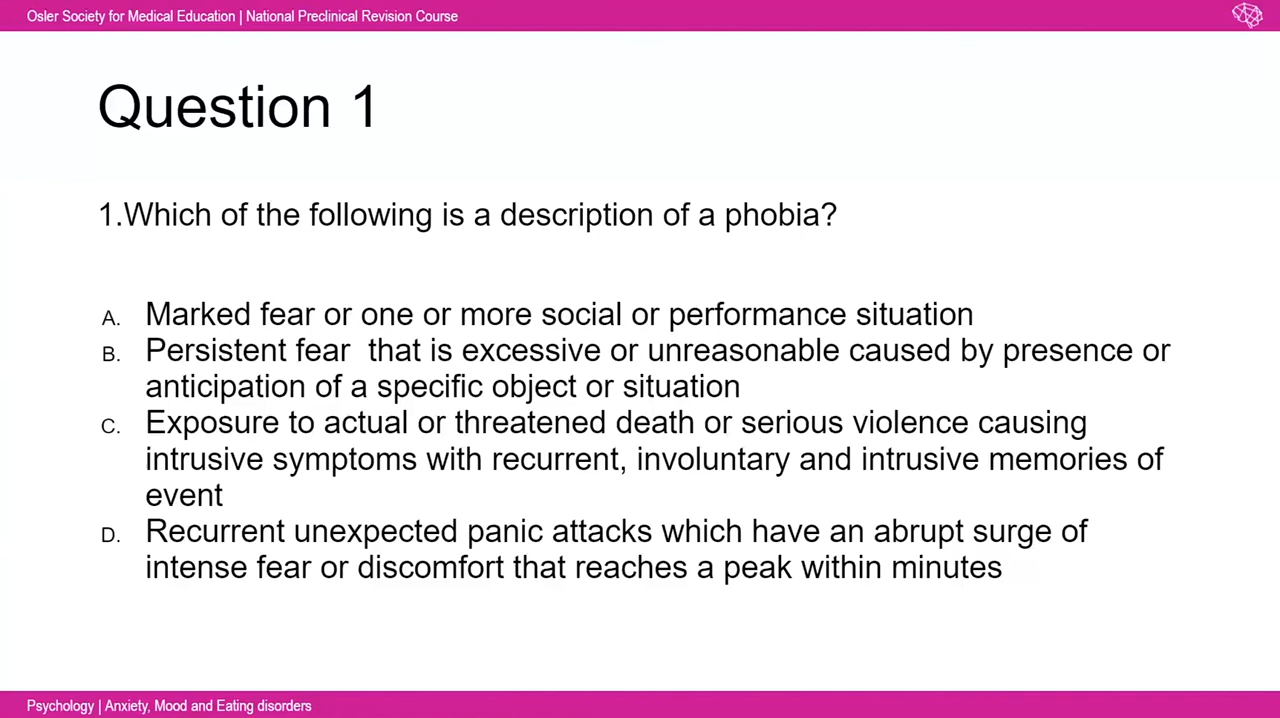 Osler Society for Medical Education | National Preclinical Revision Course
Question 1
1.Which of the following is a description of a phobia?
A. Marked fear or one or more social or performance situation
B. Persistent fear  that is excessive or unreasonable caused by presence or
anticipation of a specific object or situation
C. Exposure to actual or threatened death or serious violence causing
intrusive symptoms with recurrent, involuntary and intrusive memories of
event
D. Recurrent unexpected panic attacks which have an abrupt surge of
intense fear or discomfort that reaches a peak within minutes
Psychology | Anxiety, Mood and Eating disorders